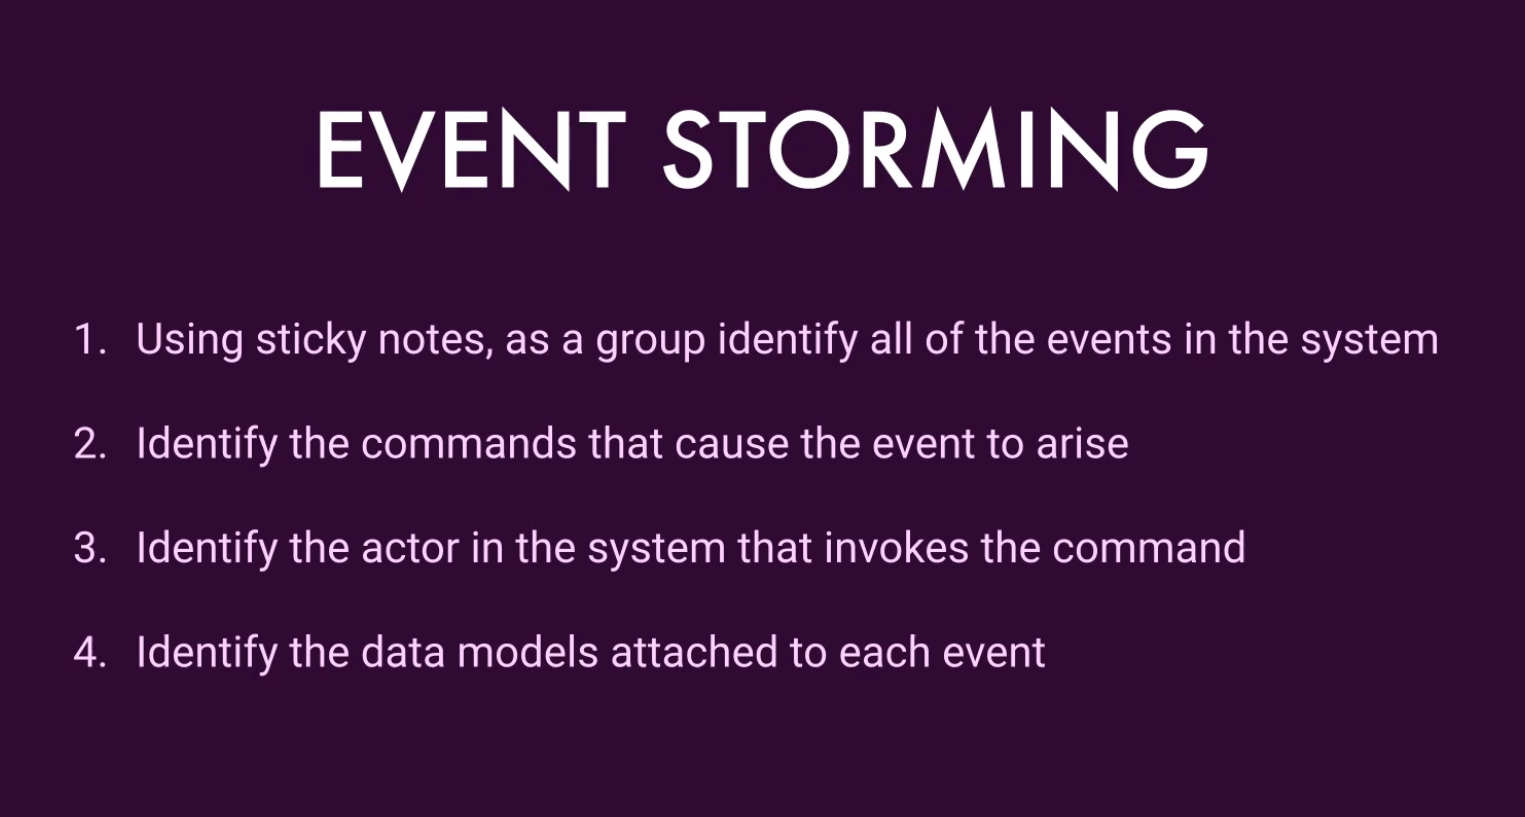 EVENT STORMING
1. Using sticky notes, as a group identify all of the events in the system
2. Identify the commands that cause the event to arise
3. Identify the actor in the system that invokes the command
4. Identify the data models attached to each event